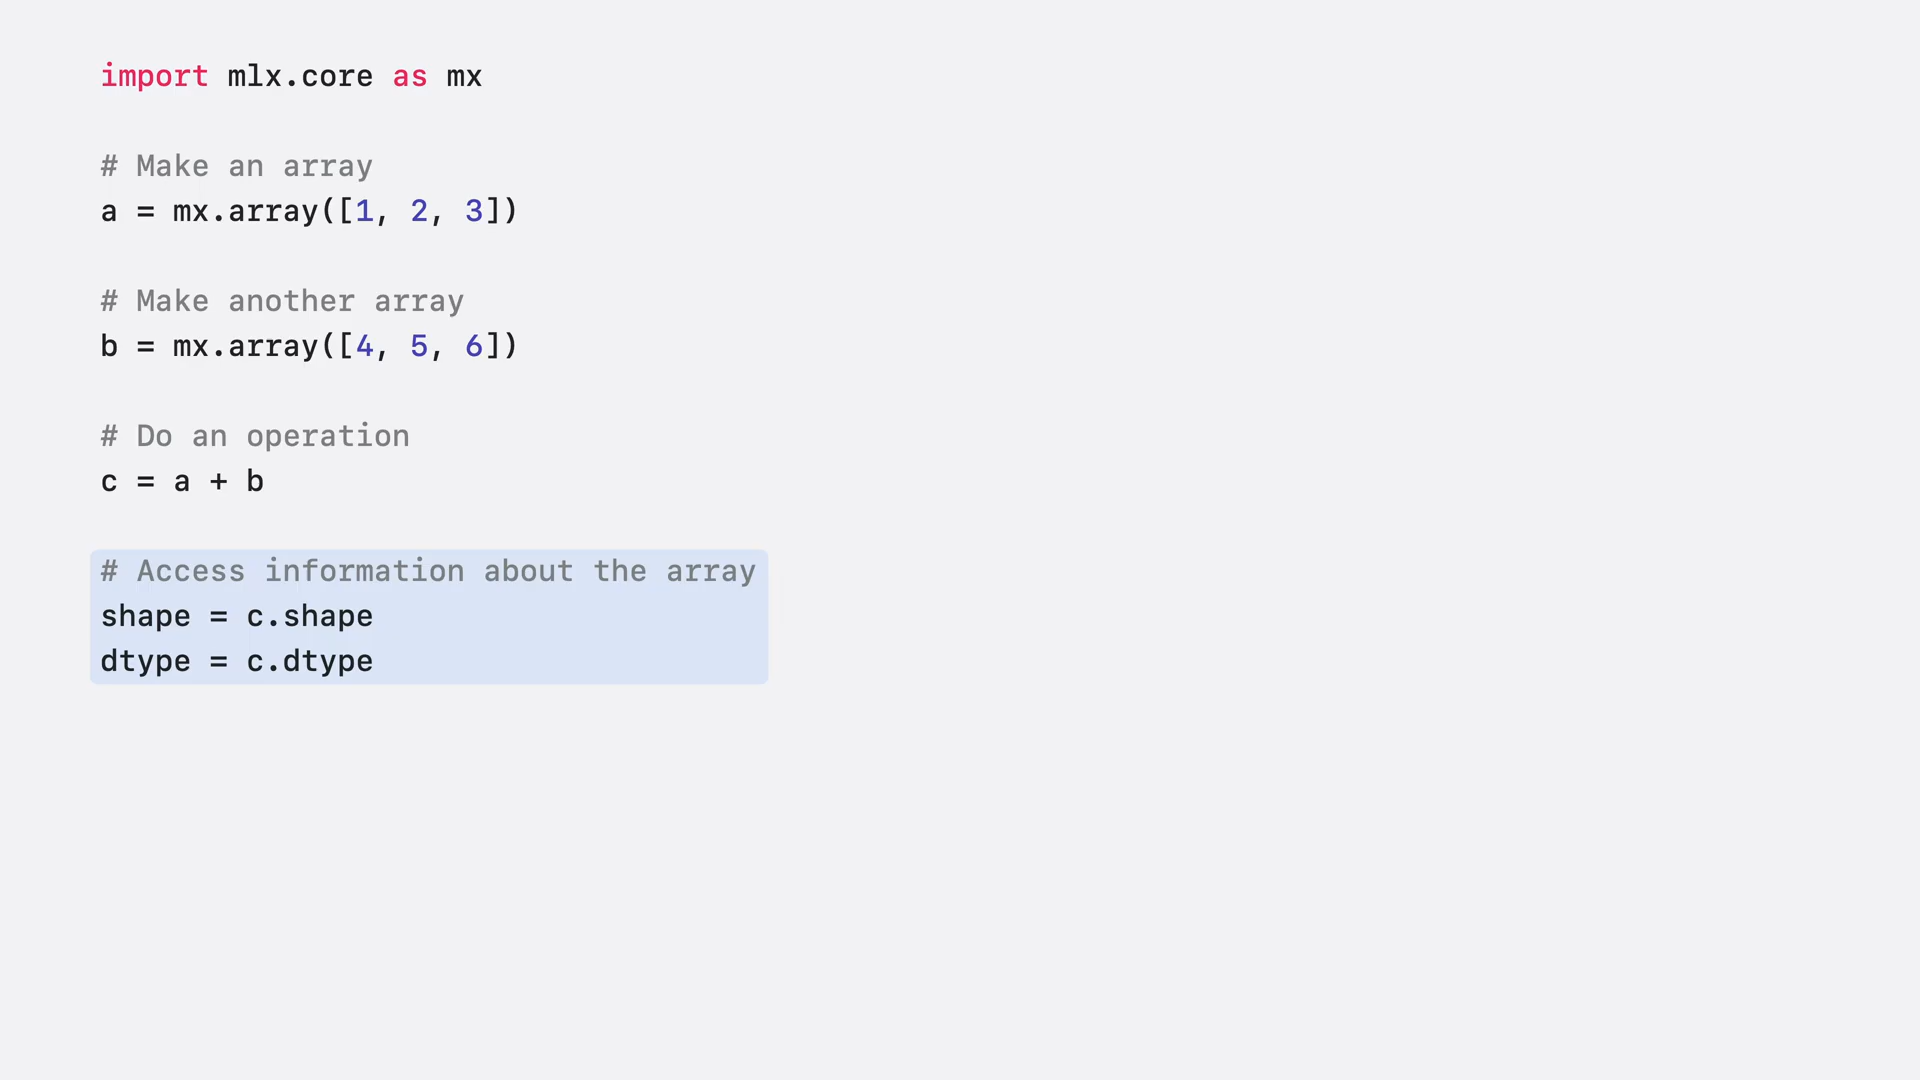 import mlx.core as mx
# Make an array
a = mx.array([1, 2, 3])
# Make another array
b = mx.array([4, 5, 6])
# Do an operation
c = a + b
# Access information about the array
shape = c.shape
dtype = c.dtype